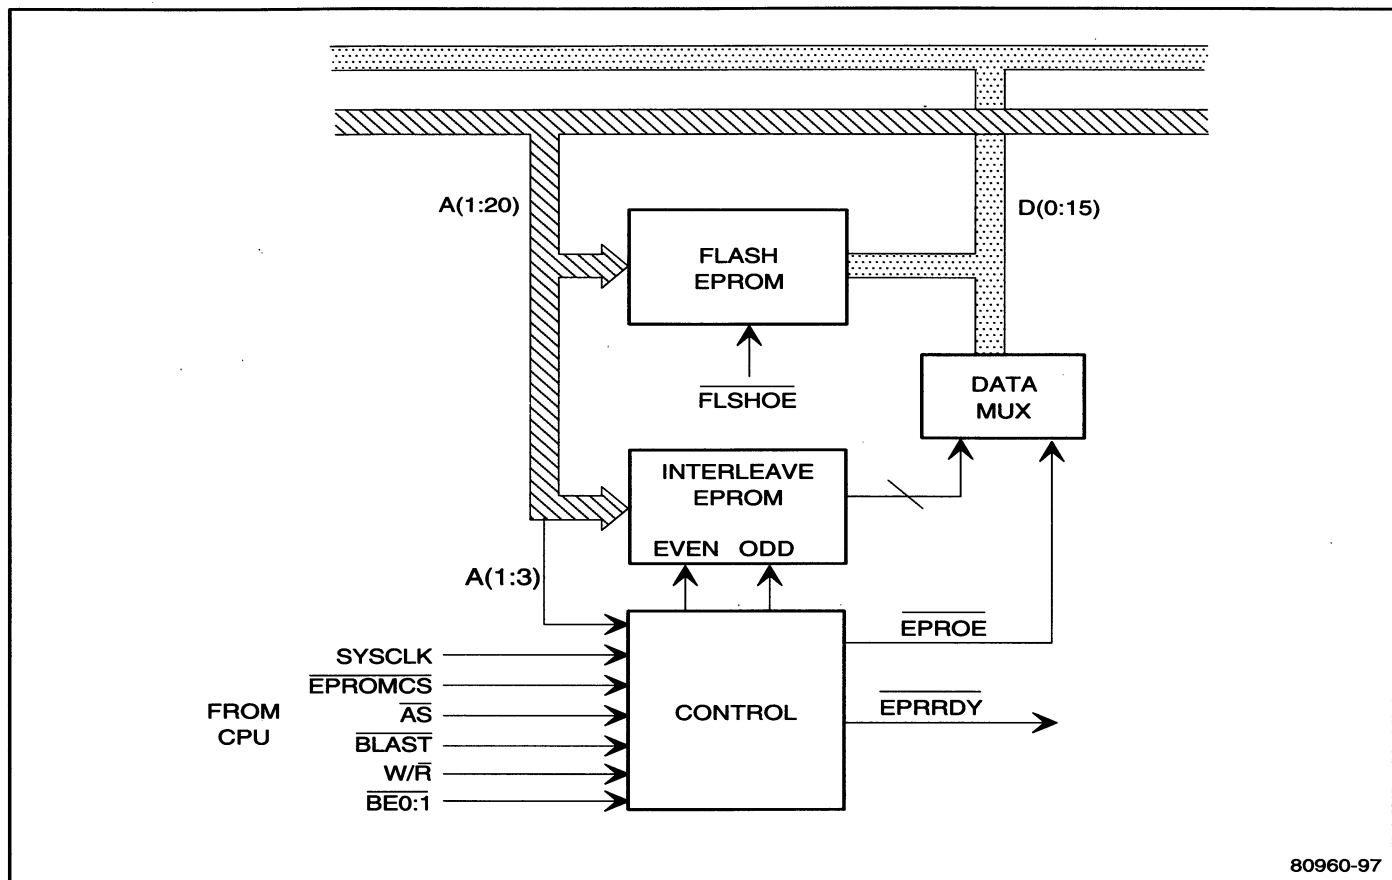 A(1:20)
D(0:15)
FLASH
EPROM
FLSHOE
DATA
MUX
INTERLEAVE
EPROM
EVEN ODD
A(1:3)
SYSCLK
EPROMCS
AS
BLAST
W/R̅
BE0:1
FROM
CPU
CONTROL
EPROE
EPRRDY
80960-97